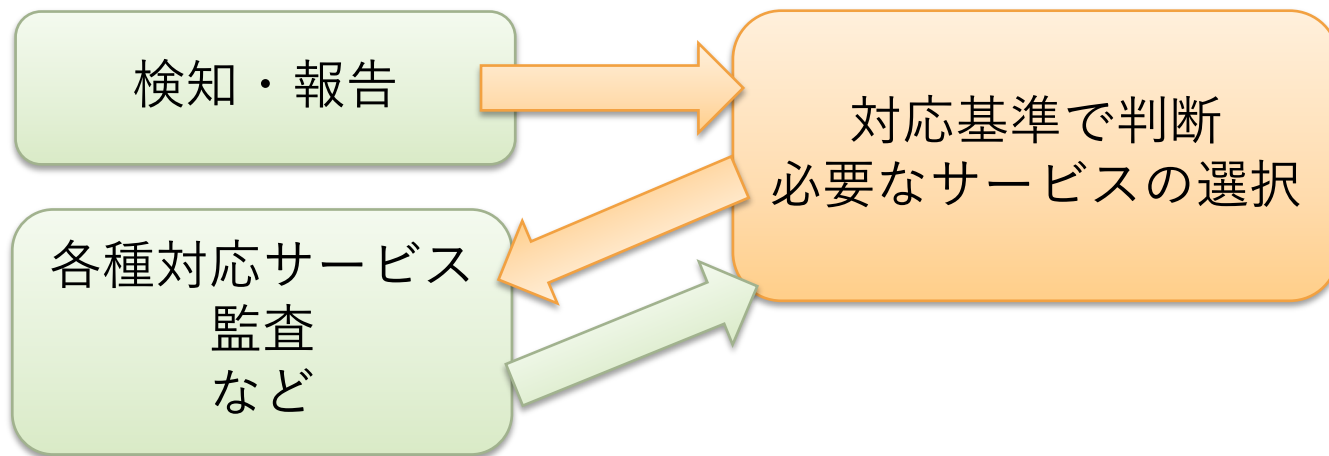 検知・報告
対応基準で判断
必要なサービスの選択
各種対応サービス
監査
など